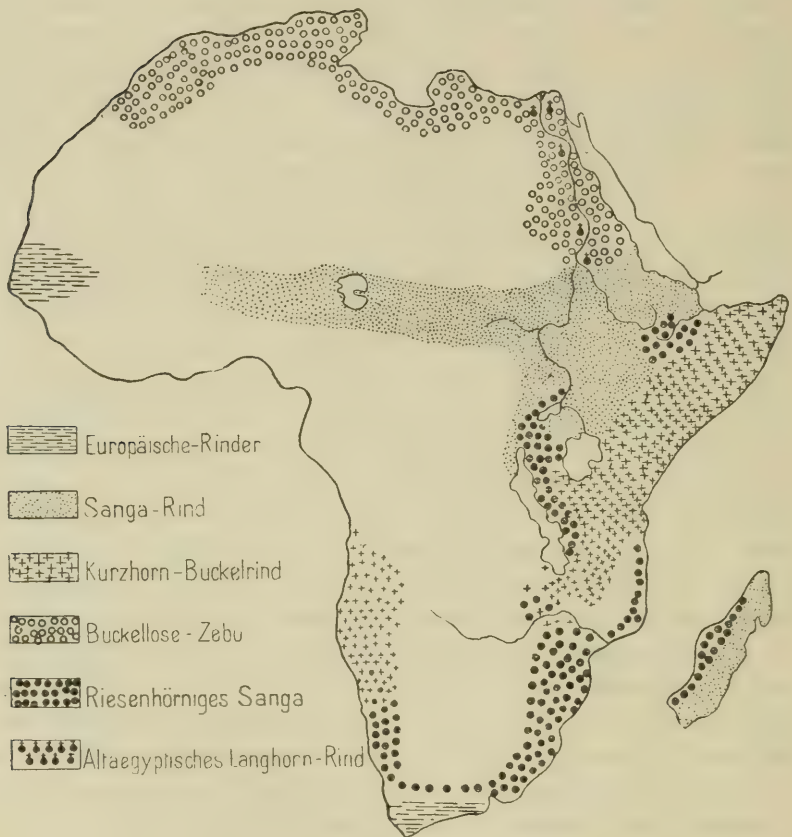 Europäische-Rinder
Sanga-Rind
Kurzhorn-Buckelrind
Buckellose-Zebu
Riesenhörniges Sanga
Altaegyptisches Langhorn-Rind